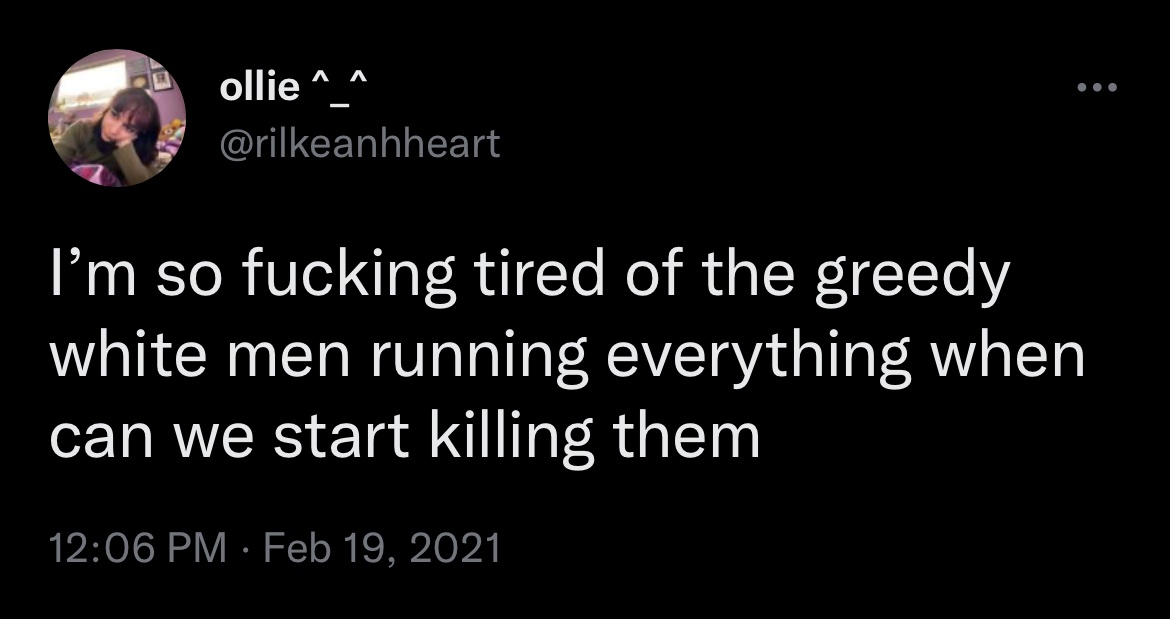 ollie ^_^
@rilkeanhheart
I’m so fucking tired of the greedy
white men running everything when
can we start killing them
12:06 PM · Feb 19, 2021